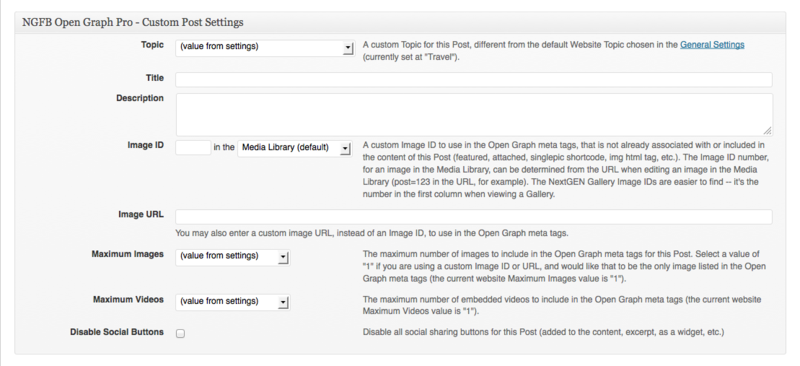 NGFB Open Graph Pro - Custom Post Settings
Topic (value from settings) A custom Topic for this Post, different from the default Website Topic chosen in the General Settings
(currently set at "Travel").
Title
Description
Image ID in the Media Library (default) A custom Image ID to use in the Open Graph meta tags, that is not already associated with or included in
the content of this Post (featured, attached, singlepic shortcode, img html tag, etc.). The Image ID number,
for an image in the Media Library, can be determined from the URL when editing an image in the Media
Library (post=123 in the URL, for example). The NextGEN Gallery Image IDs are easier to find -- it's the
number in the first column when viewing a Gallery.
Image URL
You may also enter a custom image URL, instead of an Image ID, to use in the Open Graph meta tags.
Maximum Images (value from settings) The maximum number of images to include in the Open Graph meta tags for this Post. Select a value of
"1" if you are using a custom Image ID or URL, and would like that to be the only image listed in the Open
Graph meta tags (the current website Maximum Images value is "1").
Maximum Videos (value from settings) The maximum number of embedded videos to include in the Open Graph meta tags (the current website
Maximum Videos value is "1").
Disable Social Buttons Disable all social sharing buttons for this Post (added to the content, excerpt, as a widget, etc.)